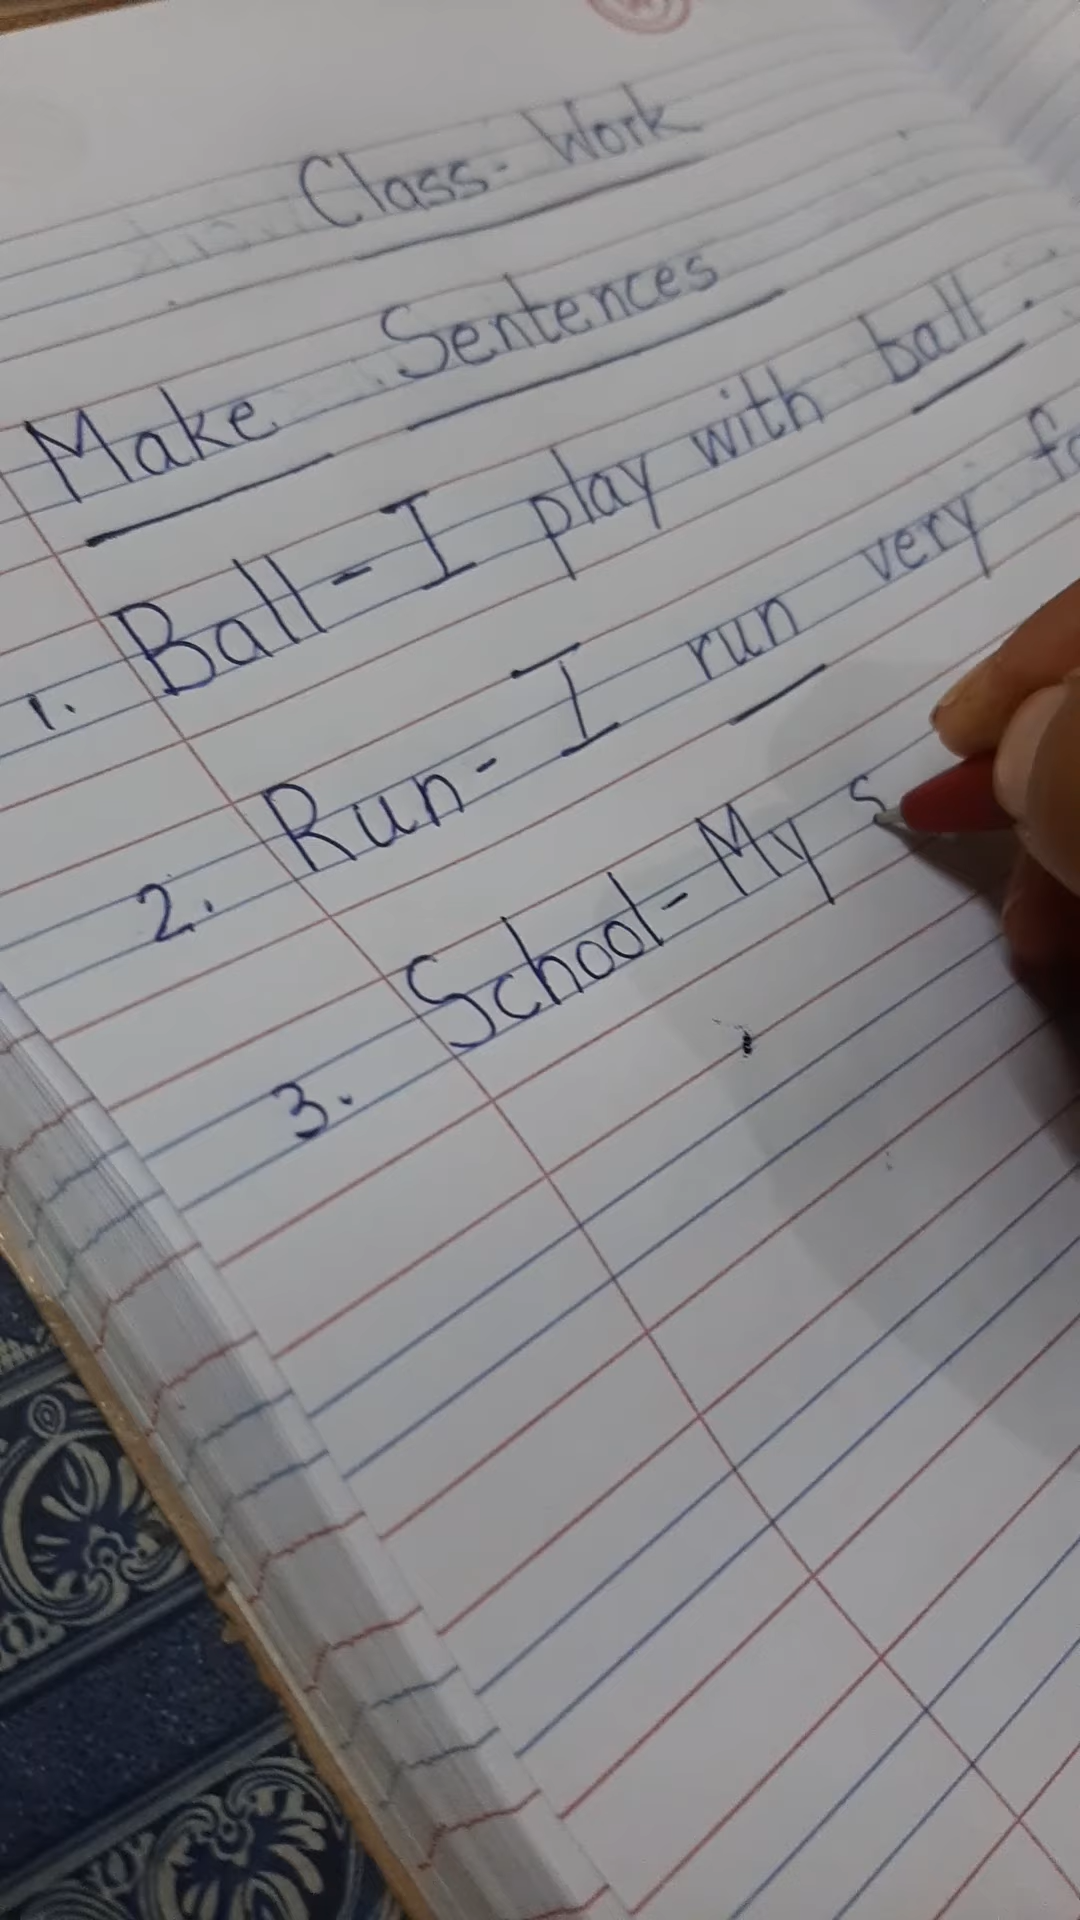 Class-Work
Make Sentences
1. Ball - I play with ball.
2. Run - I run very
3. School - My s